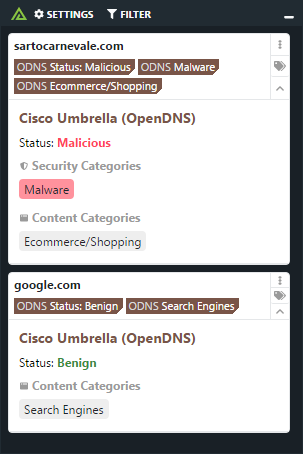 SETTINGS FILTER
sartocarnevale.com
ODNS Status: Malicious ODNS Malware
ODNS Ecommerce/Shopping
Cisco Umbrella (OpenDNS)
Status: Malicious
Security Categories
Malware
Content Categories
Ecommerce/Shopping
google.com
ODNS Status: Benign ODNS Search Engines
Cisco Umbrella (OpenDNS)
Status: Benign
Content Categories
Search Engines